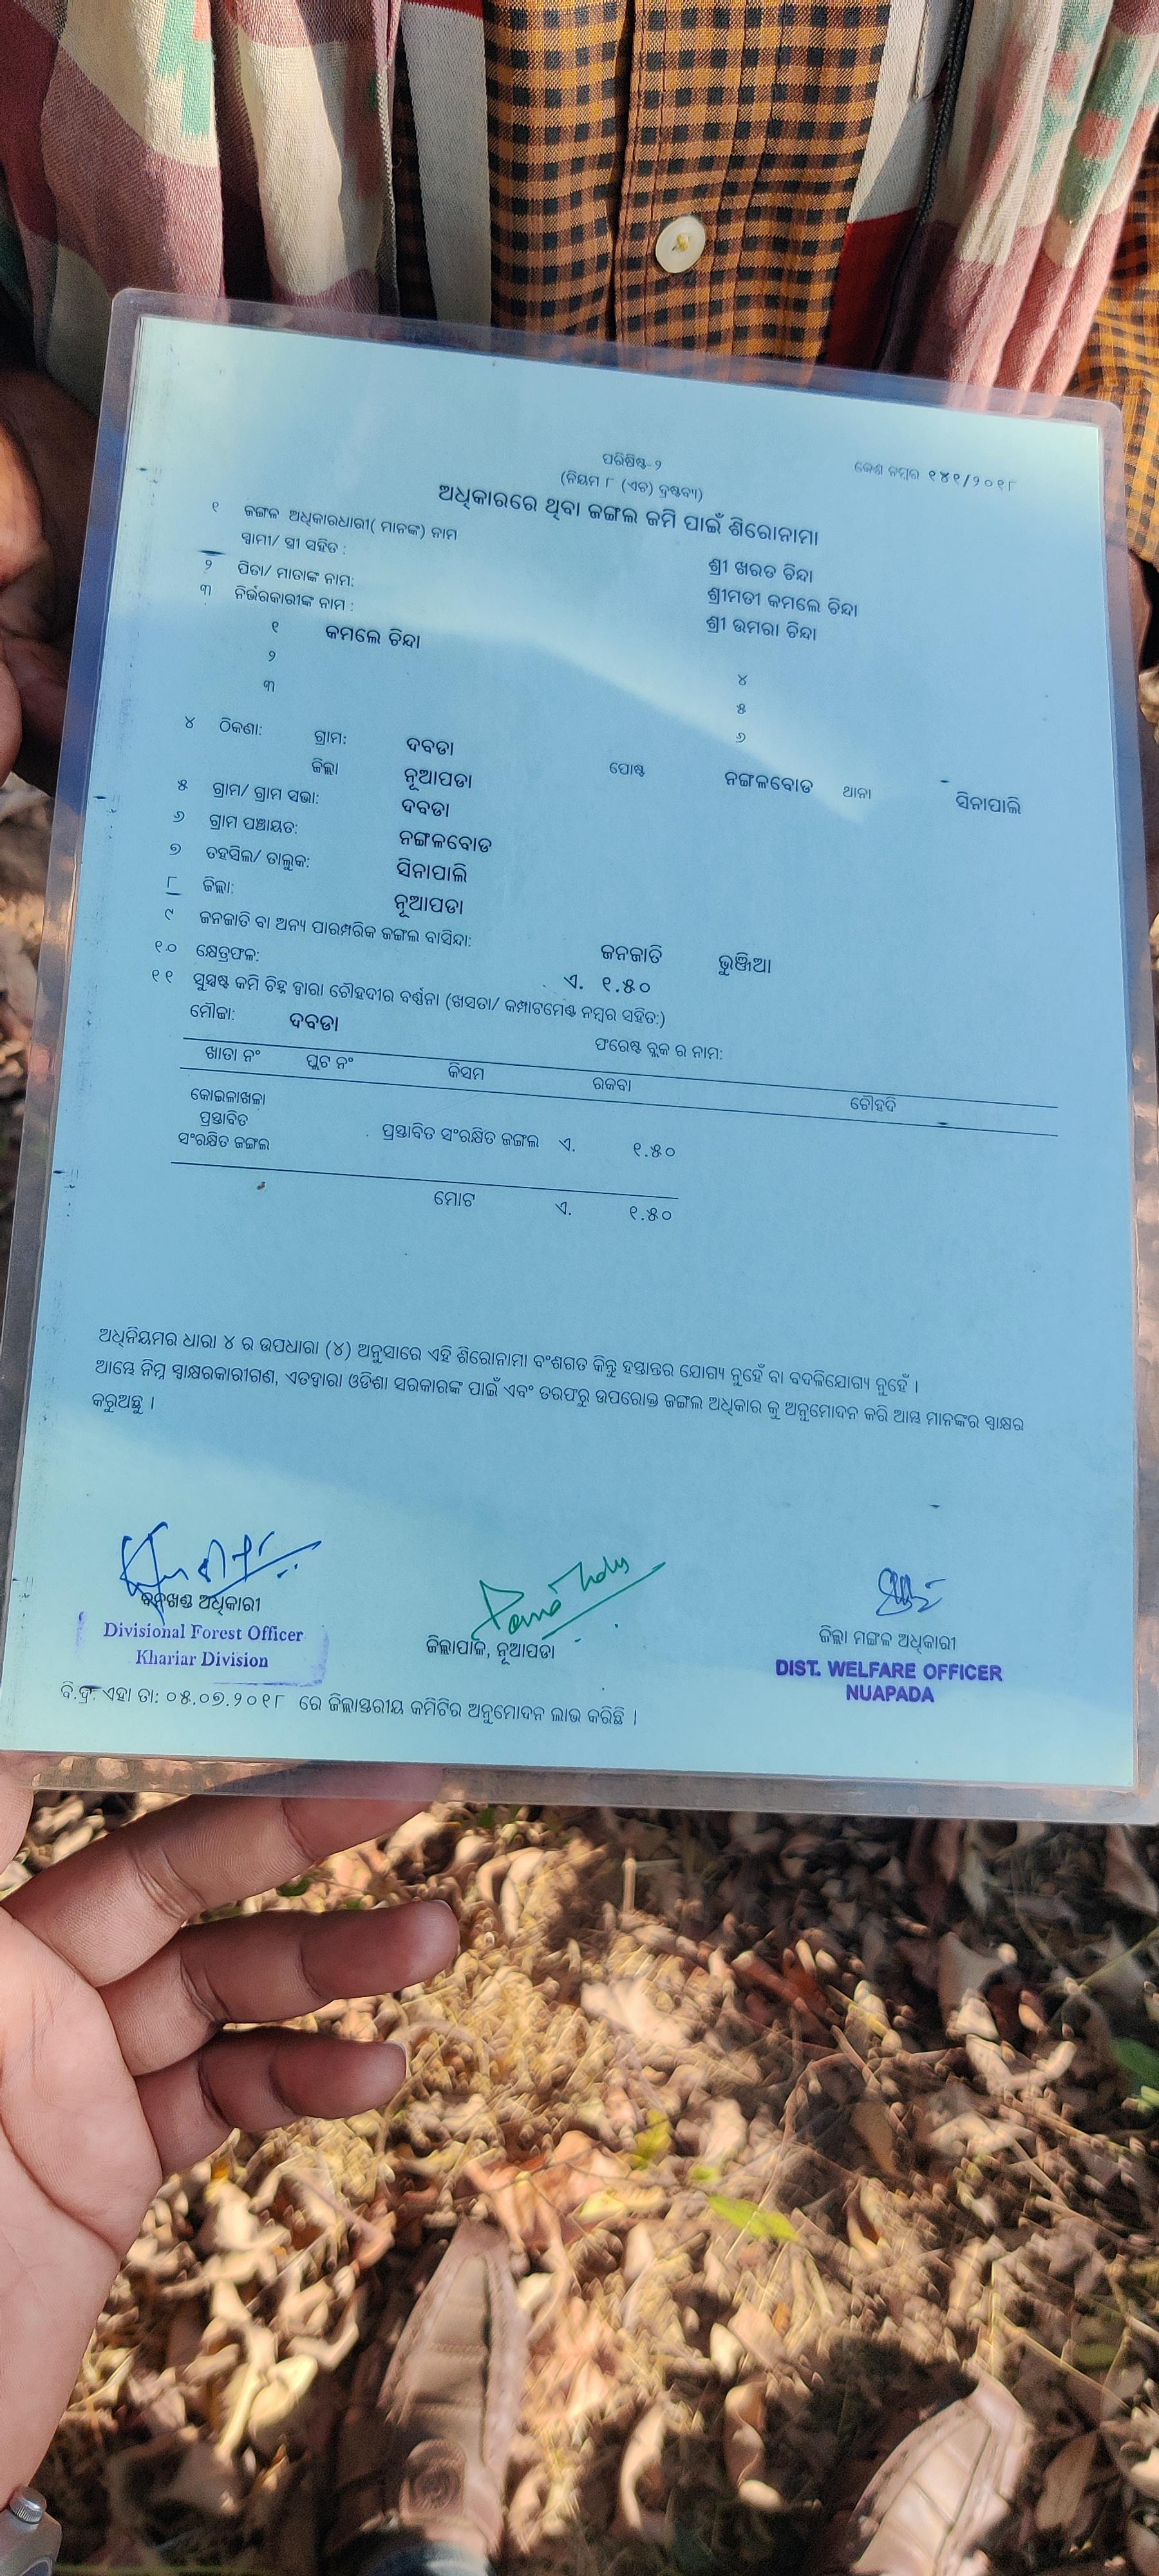 ପରିଶିଷ୍ଟ-୨
କେଶ ନମ୍ବର ୧୪୧/୨୦୧୮
(ନିୟମ ୮ (ଏଚ) ଦ୍ରଷ୍ଟବ୍ୟ)
ଅଧିକାରରେ ଥିବା ଜଙ୍ଗଲ ଜମି ପାଇଁ ଶିରୋନାମା
୧ ଜଙ୍ଗଳ ଅଧିକାରଧାରୀ( ମାନଙ୍କ) ନାମ ଶ୍ରୀ ଖରତ ଚିନ୍ଦା
ସ୍ଵାମୀ/ ସ୍ତ୍ରୀ ସହିତ : ଶ୍ରୀମତୀ କମଲେ ଚିନ୍ଦା
୨ ପିତା/ ମାତାଙ୍କ ନାମ: ଶ୍ରୀ ଉମରା ଚିନ୍ଦା
୩ ନିର୍ଭରକାରୀଙ୍କ ନାମ :
୧ କମଲେ ଚିନ୍ଦା ୪
୨ ୫
୩ ୬
୪ ଠିକଣା: ଗ୍ରାମ: ଦବଡା ପୋଷ୍ଟ ନଙ୍ଗଳବୋଡ ଥାନା ସିନାପାଲି
ଜିଲ୍ଲା ନୂଆପଡା
୫ ଗ୍ରାମ/ ଗ୍ରାମ ସଭା: ଦବଡା
୬ ଗ୍ରାମ ପଞ୍ଚାୟତ: ନଙ୍ଗଳବୋଡ
୭ ତହସିଲ/ ତାଲୁକ: ସିନାପାଲି
୮ ଜିଲ୍ଲା: ନୂଆପଡା
୯ ଜନଜାତି ବା ଅନ୍ୟ ପାରମ୍ପରିକ ଜଙ୍ଗଲ ବାସିନ୍ଦା: ଜନଜାତି ଭୁଞ୍ଜିଆ
୧୦ କ୍ଷେତ୍ରଫଳ: ଏ. ୧.୫୦
୧୧ ସୁସ୍ପଷ୍ଟ ଜମି ଚିହ୍ନ ଦ୍ଵାରା ଚୌହଦୀର ବର୍ଣ୍ଣନା (ଖସଡା/ କମ୍ପାଟମେଣ୍ଟ ନମ୍ବର ସହିତ:)
ମୌଜା: ଦବଡା ଫରେଷ୍ଟ ବ୍ଲକ ର ନାମ:
ଖାତା ନଂ ପ୍ଲଟ ନଂ କିସମ ରକବା ଚୌହଦି
କୋଇଲାଖଲା
ପ୍ରସ୍ତାବିତ
ସଂରକ୍ଷିତ ଜଙ୍ଗଲ ପ୍ରସ୍ତାବିତ ସଂରକ୍ଷିତ ଜଙ୍ଗଲ ଏ. ୧.୫୦
ମୋଟ ଏ. ୧.୫୦
ଅଧିନିୟମର ଧାରା ୪ ର ଉପଧାରା (୪) ଅନୁସାରେ ଏହି ଶିରୋନାମା ବଂଶଗତ କିନ୍ତୁ ହସ୍ତାନ୍ତର ଯୋଗ୍ୟ ନୁହେଁ ବା ବଦଳିଯୋଗ୍ୟ ନୁହେଁ ।
ଆମ୍ଭେ ନିମ୍ନ ସ୍ଵାକ୍ଷରକାରୀଗଣ, ଏତଦ୍ଵାରା ଓଡିଶା ସରକାରଙ୍କ ପାଇଁ ଏବଂ ତରଫରୁ ଉପରୋକ୍ତ ଜଙ୍ଗଲ ଅଧିକାର କୁ ଅନୁମୋଦନ କରି ଆମ୍ଭ ମାନଙ୍କର ସ୍ଵାକ୍ଷର
କରୁଅଛୁ ।
ବନଖଣ୍ଡ ଅଧିକାରୀ
Divisional Forest Officer
Khariar Division
ଜିଲ୍ଲାପାଳ, ନୂଆପଡା
ଜିଲ୍ଲା ମଙ୍ଗଳ ଅଧିକାରୀ
DIST. WELFARE OFFICER
NUAPADA
ବି.ଦ୍ର. ଏହା ତା: ୦୫.୦୭.୨୦୧୮ ରେ ଜିଲ୍ଲାସ୍ତରୀୟ କମିଟିର ଅନୁମୋଦନ ଲାଭ କରିଛି ।